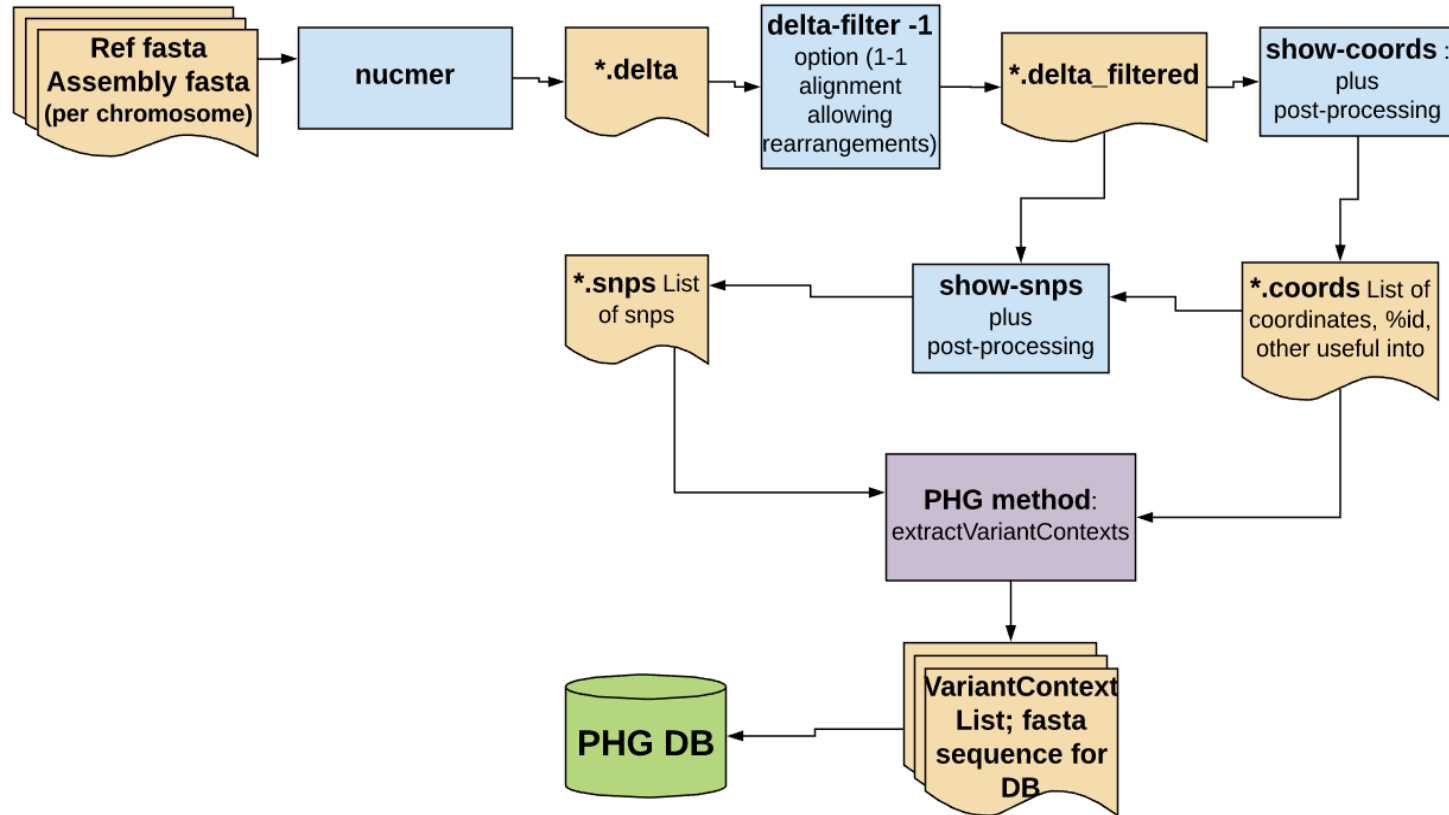 Ref fasta
Assembly fasta
(per chromosome)
nucmer
*.delta
delta-filter -1
option (1-1
alignment
allowing
rearrangements)
*.delta_filtered
show-coords :
plus
post-processing
*.snps List
of snps
show-snps
plus
post-processing
*.coords List of
coordinates, %id,
other useful into
PHG method:
extractVariantContexts
VariantContext
List; fasta
sequence for
DB
PHG DB